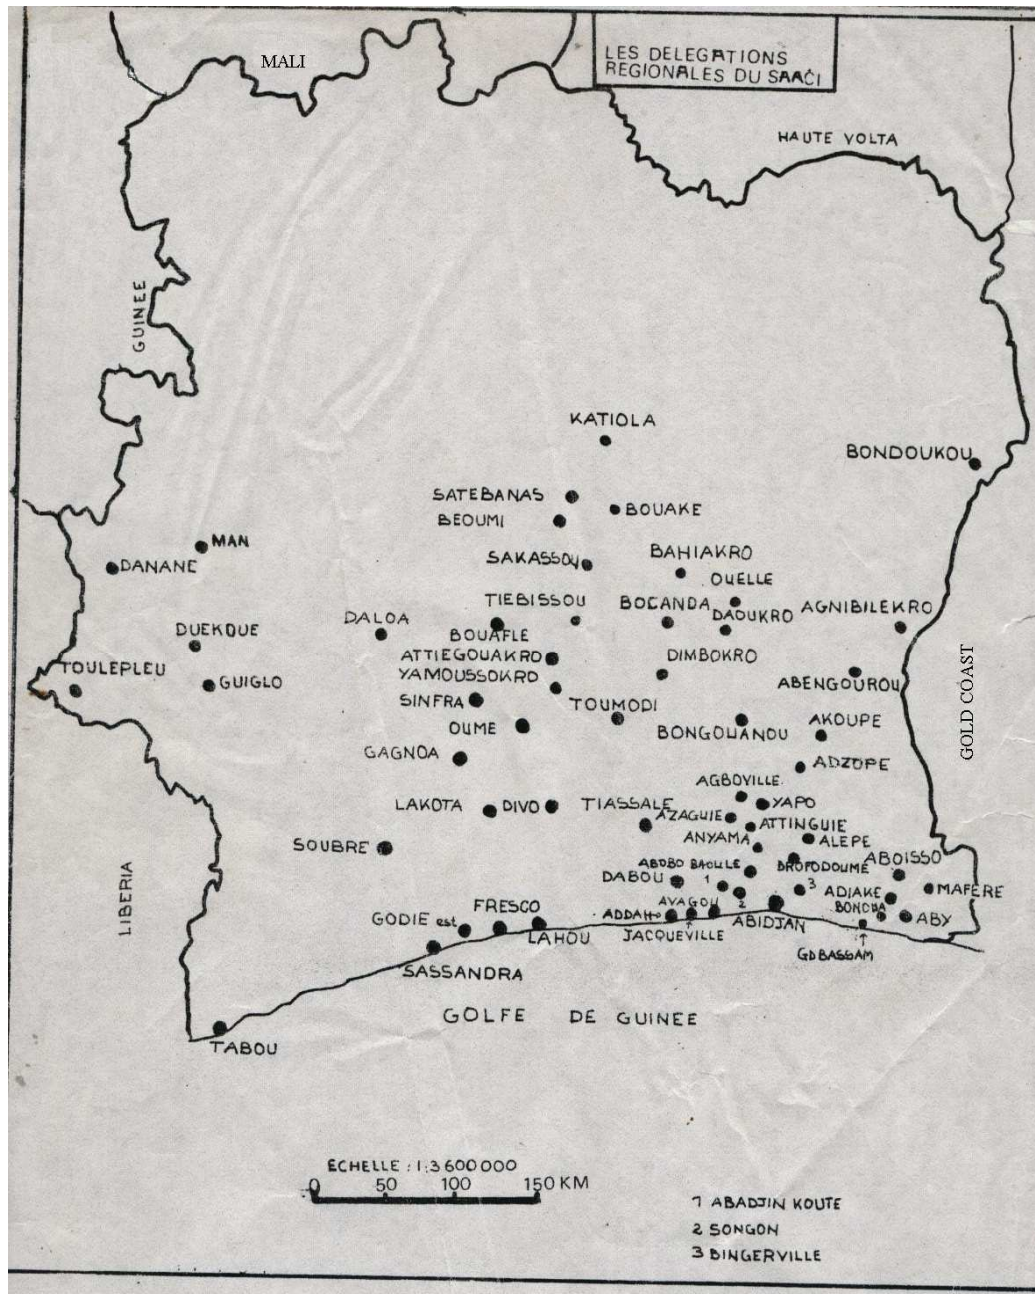 MALI
LES DELEGATIONS
REGIONALES DU SAACI
HAUTE VOLTA
GUINEE
KATIOLA
BONDOUKOU
SATEBANAS
BEOUMI
BOUAKE
MAN
DANANE
SAKASSOU
BAHIAKRO
OUELLE
TIEBISSOU
BOCANDA
DAOUKRO
AGNIBILEKRO
DALOA
DUEKOUE
BOUAFLE
ATTIEGOUAKRO
DIMBOKRO
TOULEPLEU
GUIGLO
YAMOUSSOKRO
ABENGOUROU
SINFRA
TOUMODI
OUME
BONGOUANOU
AKOUPE
GOLD COAST
GAGNOA
ADZOPE
AGBOVILLE
LAKOTA
DIVO
TIASSALE
YAPO
AZAGUIE
ATTINGUIE
ANYAMA
ALEPE
SOUBRE
BROFODOUME
ABOISSO
ABOBO BAOULE
DABOU
1
3
ADIAKE
MAFERE
LIBERIA
FRESCO
AVAGOU
2
BONOUA
GODIE est
ADDAH
ABIDJAN
ABY
LAHOU
JACQUEVILLE
GDBASSAM
SASSANDRA
GOLFE DE GUINEE
TABOU
ECHELLE : 1:3600000
0 50 100 150 KM
1 ABADJIN KOUTE
2 SONGON
3 BINGERVILLE